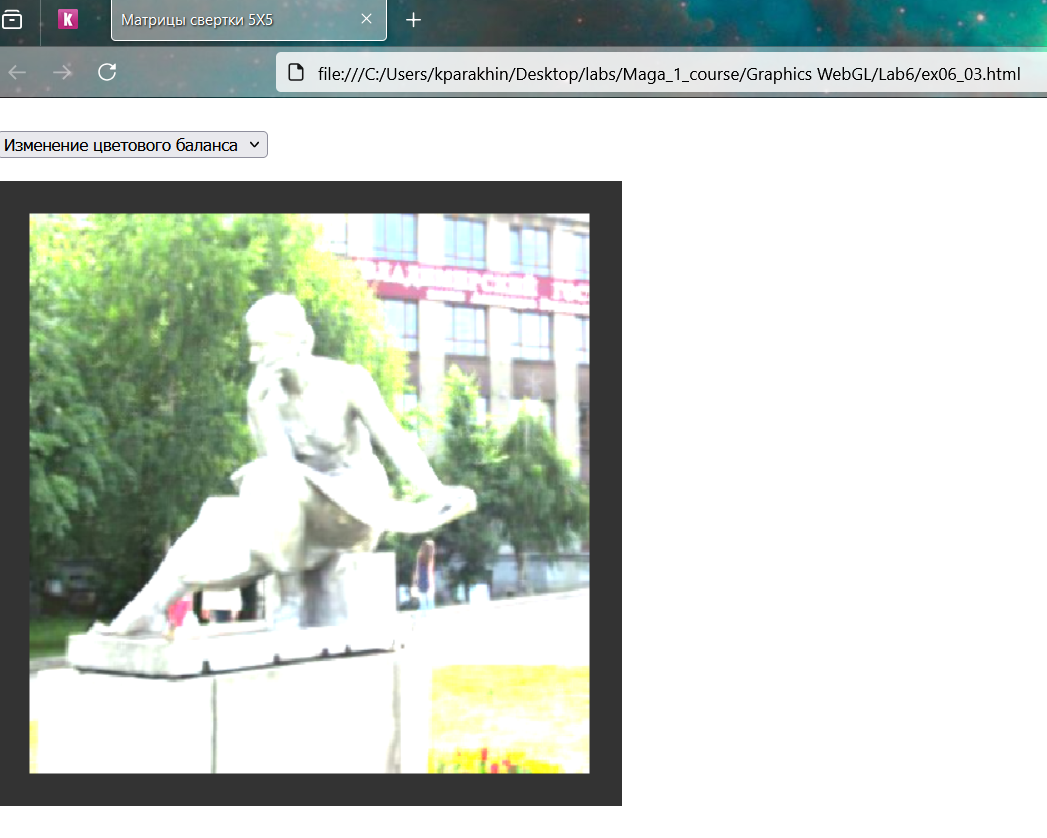 K
Матрицы свертки 5X5
file:///C:/Users/kparakhin/Desktop/labs/Maga_1_course/Graphics WebGL/Lab6/ex06_03.html
Изменение цветового баланса